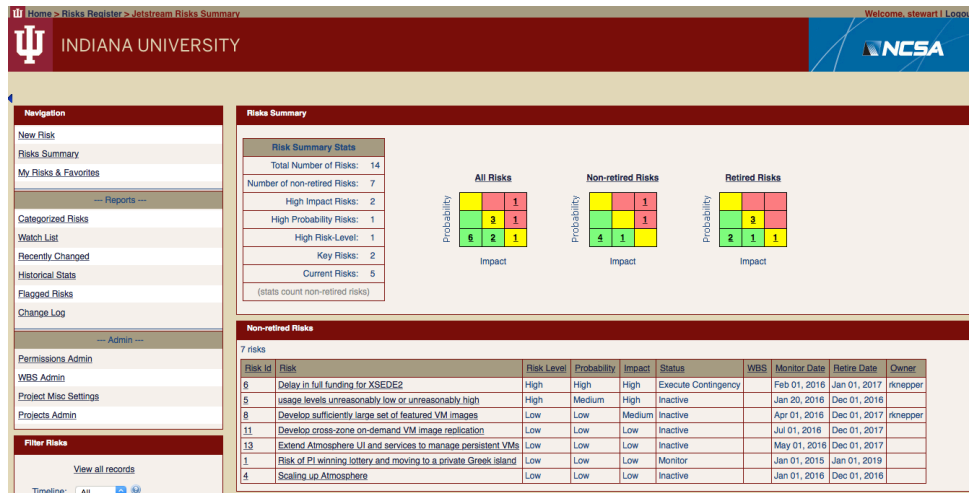 Home > Risks Register > Jetstream Risks Summary
Welcome, stewart | Logout
INDIANA UNIVERSITY
NCSA
Navigation
New Risk
Risks Summary
My Risks & Favorites
--- Reports ---
Categorized Risks
Watch List
Recently Changed
Historical Stats
Flagged Risks
Change Log
--- Admin ---
Permissions Admin
WBS Admin
Project Misc Settings
Projects Admin
Filter Risks
View all records
Timeline: All
Risks Summary
Risk Summary Stats
Total Number of Risks: 14
Number of non-retired Risks: 7
High Impact Risks: 2
High Probability Risks: 1
High Risk-Level: 1
Key Risks: 2
Current Risks: 5
(stats count non-retired risks)
All Risks
Probability
1
3 1
6 2 1
Impact
Non-retired Risks
Probability
1
1
4 1
Impact
Retired Risks
Probability
3
2 1 1
Impact
Non-retired Risks
7 risks
Risk Id Risk Risk Level Probability Impact Status WBS Monitor Date Retire Date Owner
6 Delay in full funding for XSEDE2 High High High Execute Contingency Feb 01, 2016 Jan 01, 2017 rknepper
5 usage levels unreasonably low or unreasonably high High Medium High Inactive Jan 20, 2016 Dec 01, 2016
8 Develop sufficiently large set of featured VM images Low Low Medium Inactive Apr 01, 2016 Dec 01, 2017 rknepper
11 Develop cross-zone on-demand VM image replication Low Low Low Inactive Jul 01, 2016 Dec 01, 2017
13 Extend Atmosphere UI and services to manage persistent VMs Low Low Low Inactive May 01, 2016 Dec 01, 2017
1 Risk of PI winning lottery and moving to a private Greek island Low Low Low Monitor Jan 01, 2015 Jan 01, 2019
4 Scaling up Atmosphere Low Low Low Inactive Jan 01, 2016 Dec 01, 2016